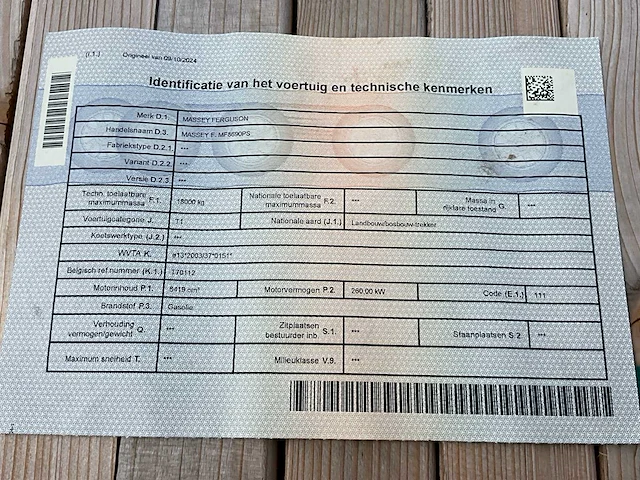 (I.1.) Origineel van 09/10/2024
Identificatie van het voertuig en technische kenmerken
Merk D.1. MASSEY FERGUSON
Handelsnaam D.3. MASSEY F. MF8690PS
Fabriekstype D.2.1. ***
Variant D.2.2. ***
Versie D.2.3. ***
Techn. toelaatbare maximummassa F.1. 18000 kg Nationale toelaatbare maximummassa F.2. *** Massa in rijklare toestand G. ***
Voertuigcategorie J. T1 Nationale aard (J.1.) Landbouw/bosbouw-trekker
Koetswerktype (J.2.) ***
WVTA K. e13*2003/37*0151*
Belgisch ref.nummer (K.1.) 170112
Motorinhoud P.1. 8419 cm³ Motorvermogen P.2. 260,00 kW Code (E.1.) 111
Brandstof P.3. Gasolie
Verhouding vermogen/gewicht Q. *** Zitplaatsen bestuurder inb. S.1. *** Staanplaatsen S.2 ***
Maximum snelheid T. *** Milieuklasse V.9. ***